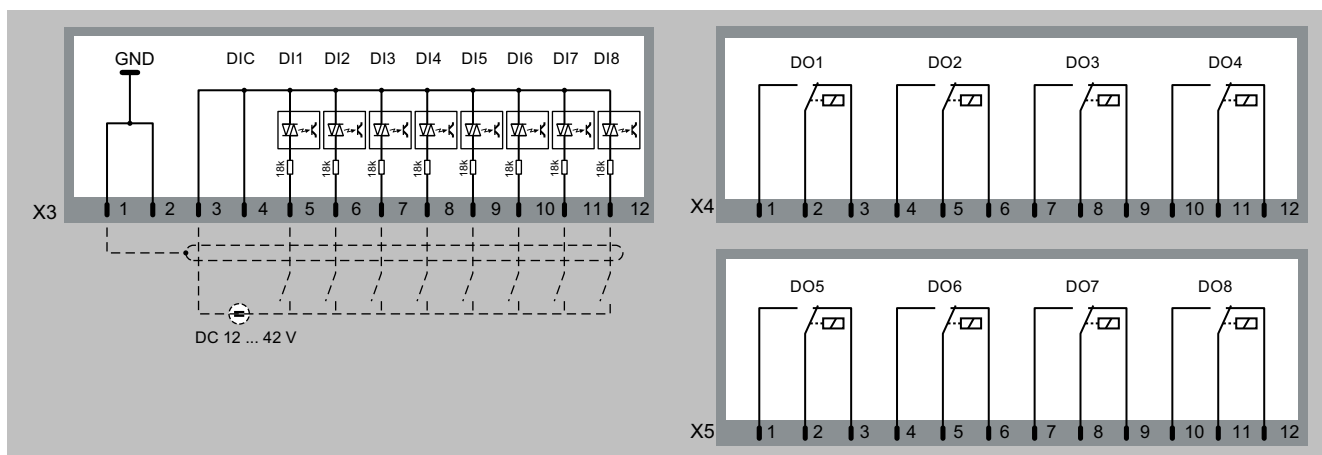 GND DIC DI1 DI2 DI3 DI4 DI5 DI6 DI7 DI8
18k 18k 18k 18k 18k 18k 18k 18k
X3 1 2 3 4 5 6 7 8 9 10 11 12
DC 12 ... 42 V
DO1 DO2 DO3 DO4
X4 1 2 3 4 5 6 7 8 9 10 11 12
DO5 DO6 DO7 DO8
X5 1 2 3 4 5 6 7 8 9 10 11 12